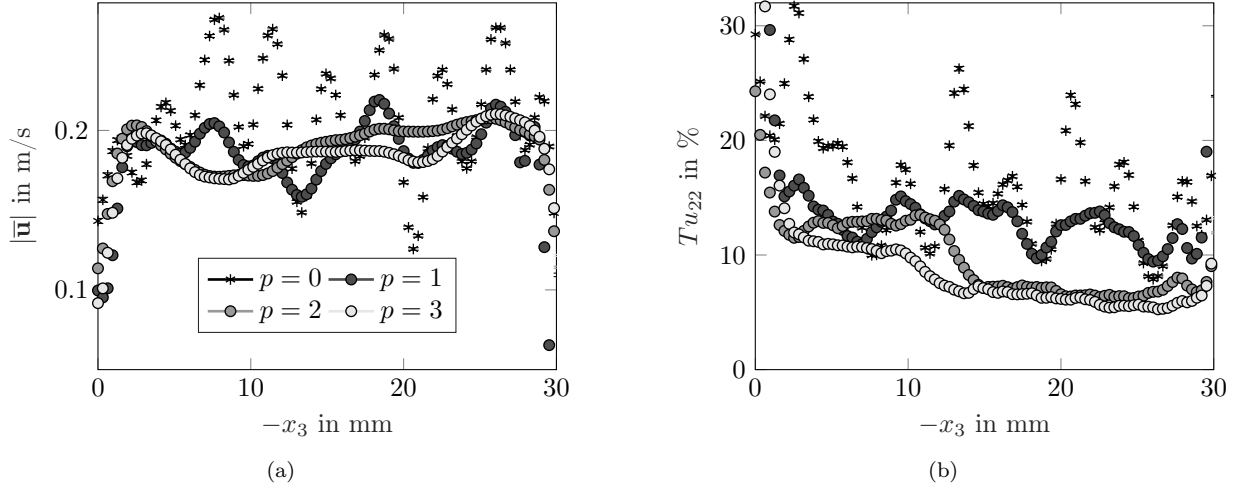 0.1
0.2
0
10
20
30
|u̅| in m/s
−x₃ in mm
p = 0
p = 1
p = 2
p = 3
(a)
0
10
20
30
0
10
20
30
Tu₂₂ in %
−x₃ in mm
(b)